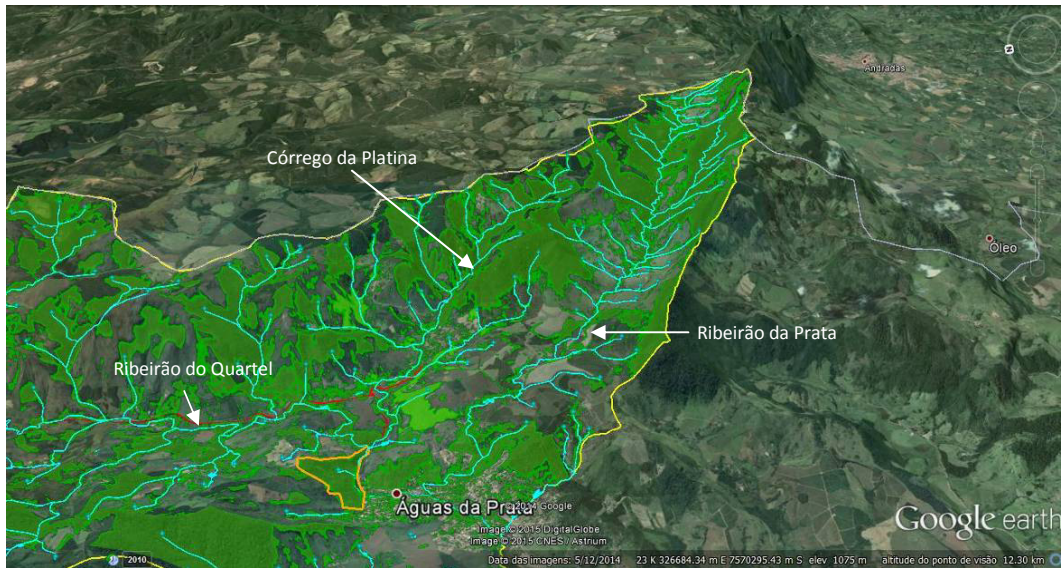 Andradas
Córrego da Platina
Óleo
Ribeirão da Prata
Ribeirão do Quartel
Águas da Prata
© 2014 Google
Image © 2015 DigitalGlobe
Image © 2015 CNES / Astrium
Google earth
2010
Data das imagens: 5/12/2014 23 K 326684.34 m E 7570295.43 m S elev 1075 m altitude do ponto de visão 12.30 km